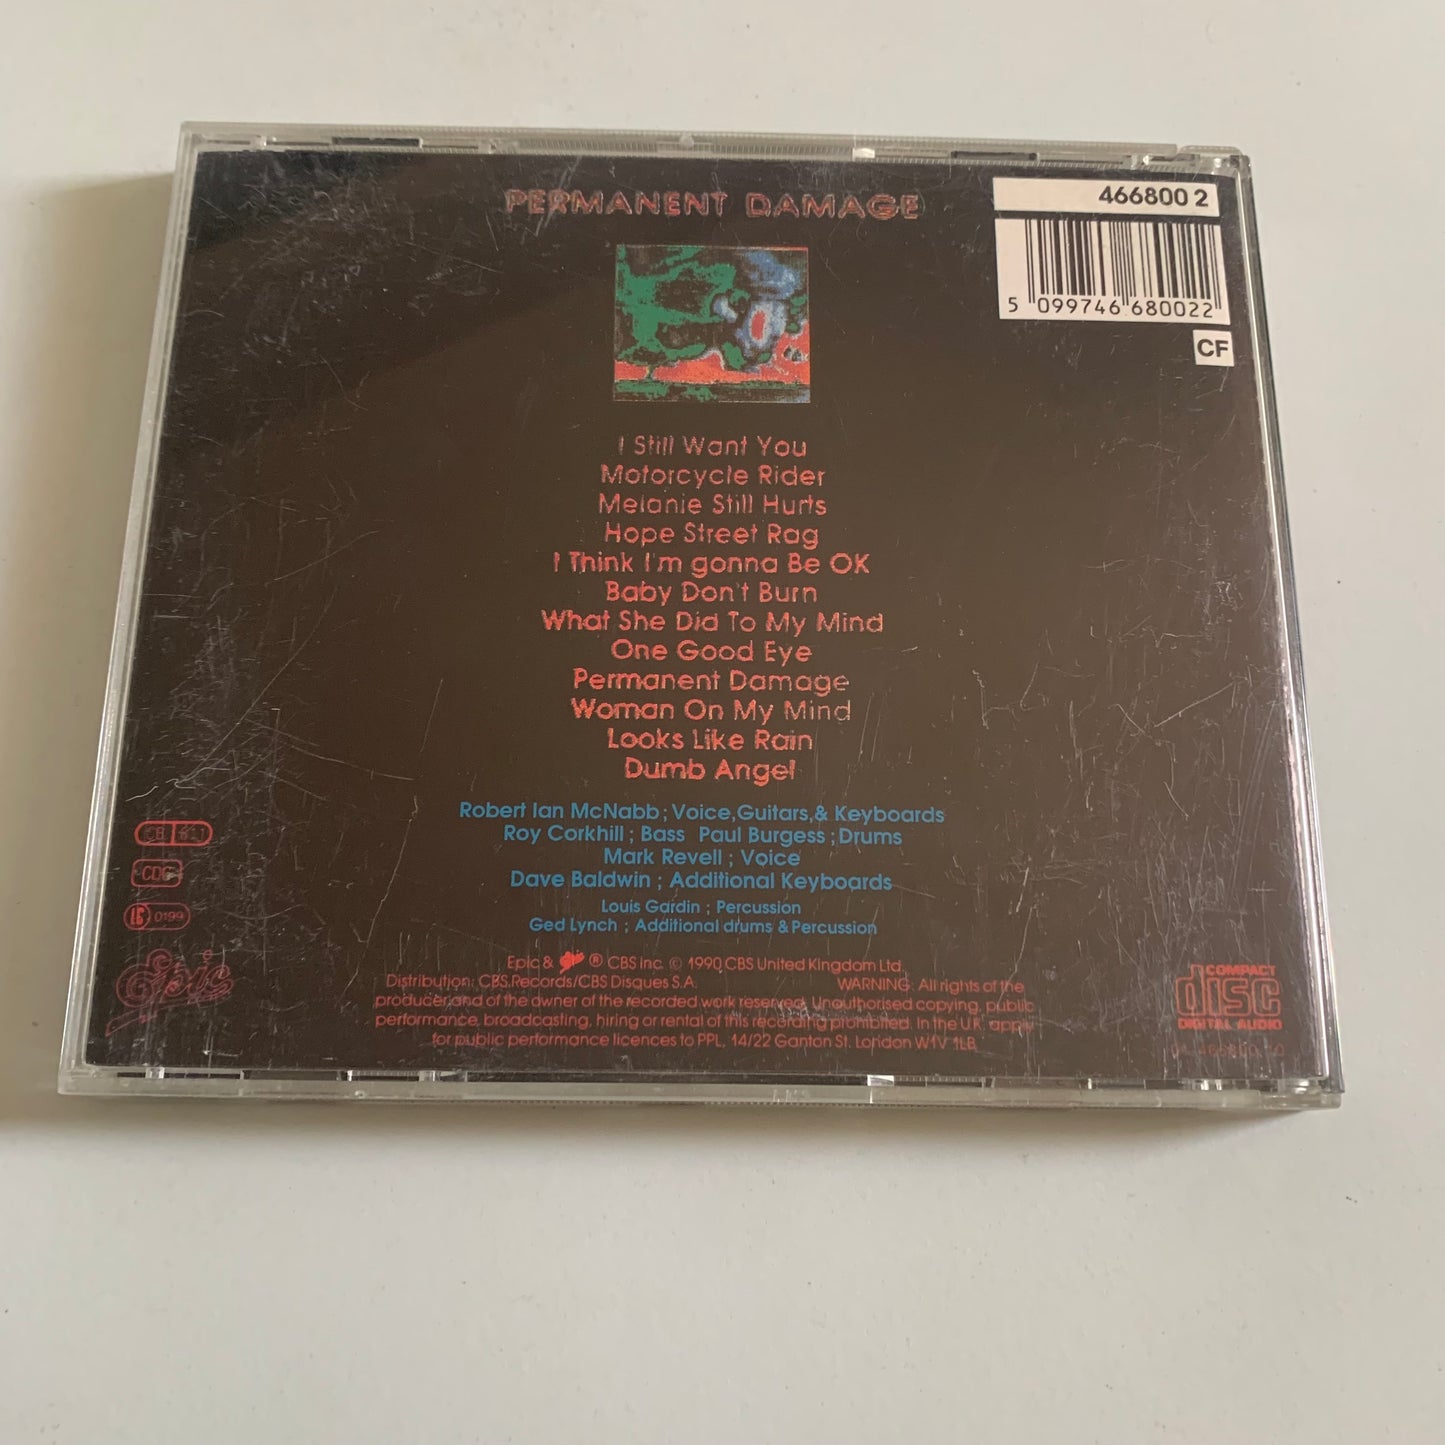 PERMANENT DAMAGE
466800 2
5 099746 680022
CF
I Still Want You
Motorcycle Rider
Melanie Still Hurts
Hope Street Rag
I Think I'm gonna Be OK
Baby Don't Burn
What She Did To My Mind
One Good Eye
Permanent Damage
Woman On My Mind
Looks Like Rain
Dumb Angel
Robert Ian McNabb ; Voice, Guitars, & Keyboards
Roy Corkhill ; Bass Paul Burgess ; Drums
Mark Revell ; Voice
Dave Baldwin ; Additional Keyboards
Louis Gardin ; Percussion
Ged Lynch ; Additional drums & Percussion
CDG
LC 0199
Epic
Epic & ® CBS Inc. © 1990 CBS United Kingdom Ltd.
Distribution: CBS Records/CBS Disques S.A. WARNING: All rights of the
producer and of the owner of the recorded work reserved. Unauthorised copying, public
performance, broadcasting, hiring or rental of this recording prohibited. In the U.K. apply
for public performance licences to PPL, 14/22 Ganton St. London W1V 1LB.
COMPACT
disc
DIGITAL AUDIO